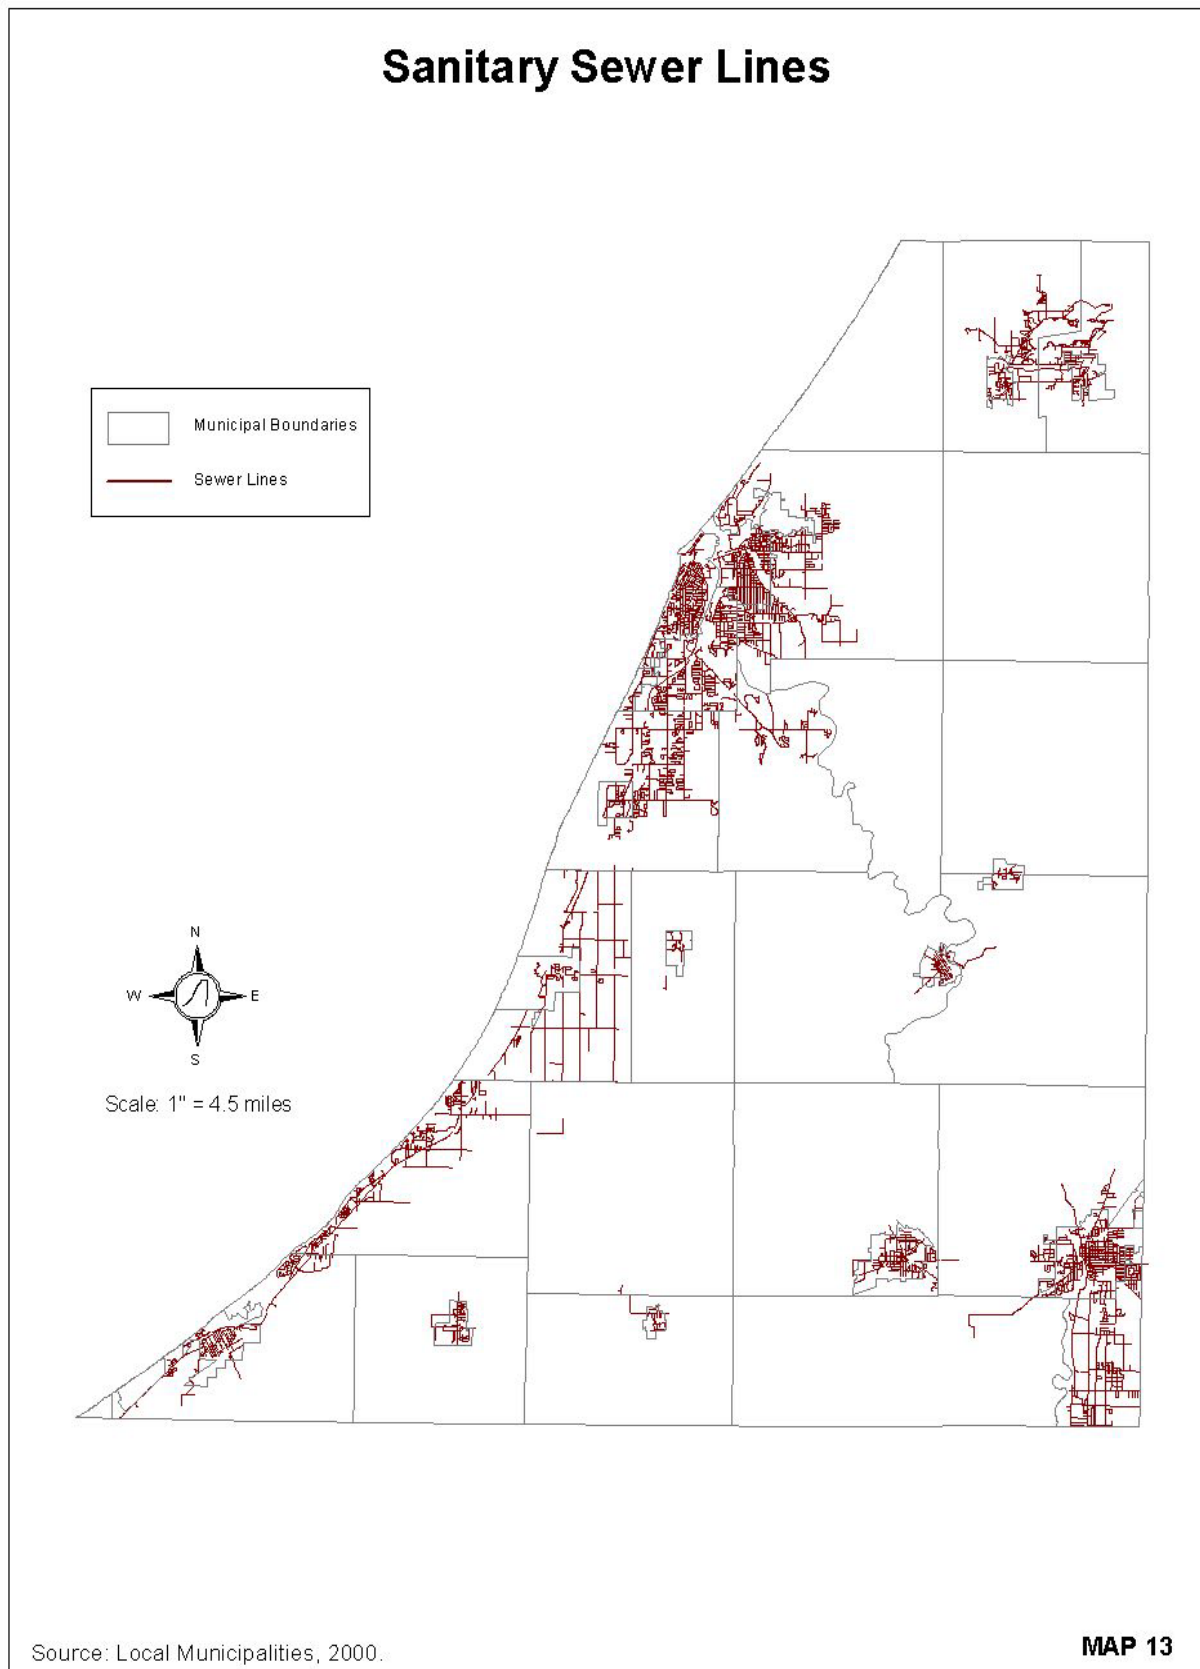 Sanitary Sewer Lines
Municipal Boundaries
Sewer Lines
N
W E
S
Scale: 1" = 4.5 miles
Source: Local Municipalities, 2000.
MAP 13